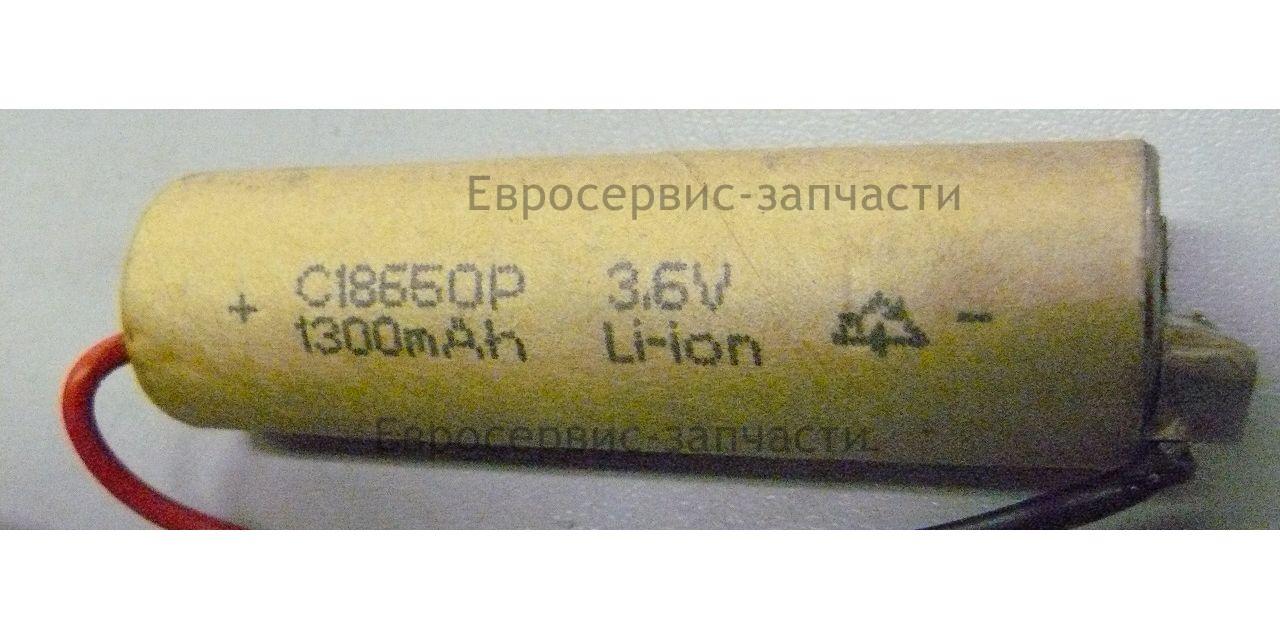 Евросервис-запчасти
+ C18650P 3.6V -
1300mAh Li-ion
Евросервис-запчасти